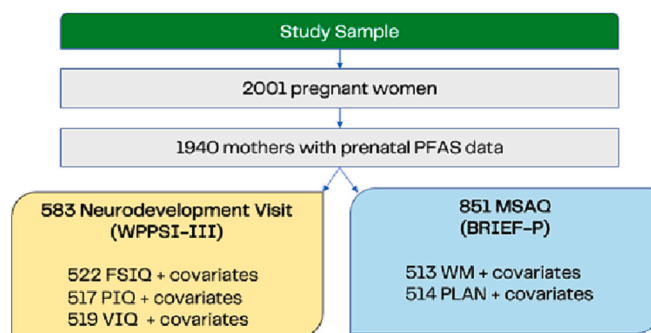 Study Sample
2001 pregnant women
1940 mothers with prenatal PFAS data
583 Neurodevelopment Visit
(WPPSI-III)
522 FSIQ + covariates
517 PIQ + covariates
519 VIQ + covariates
851 MSAQ
(BRIEF-P)
513 WM + covariates
514 PLAN + covariates